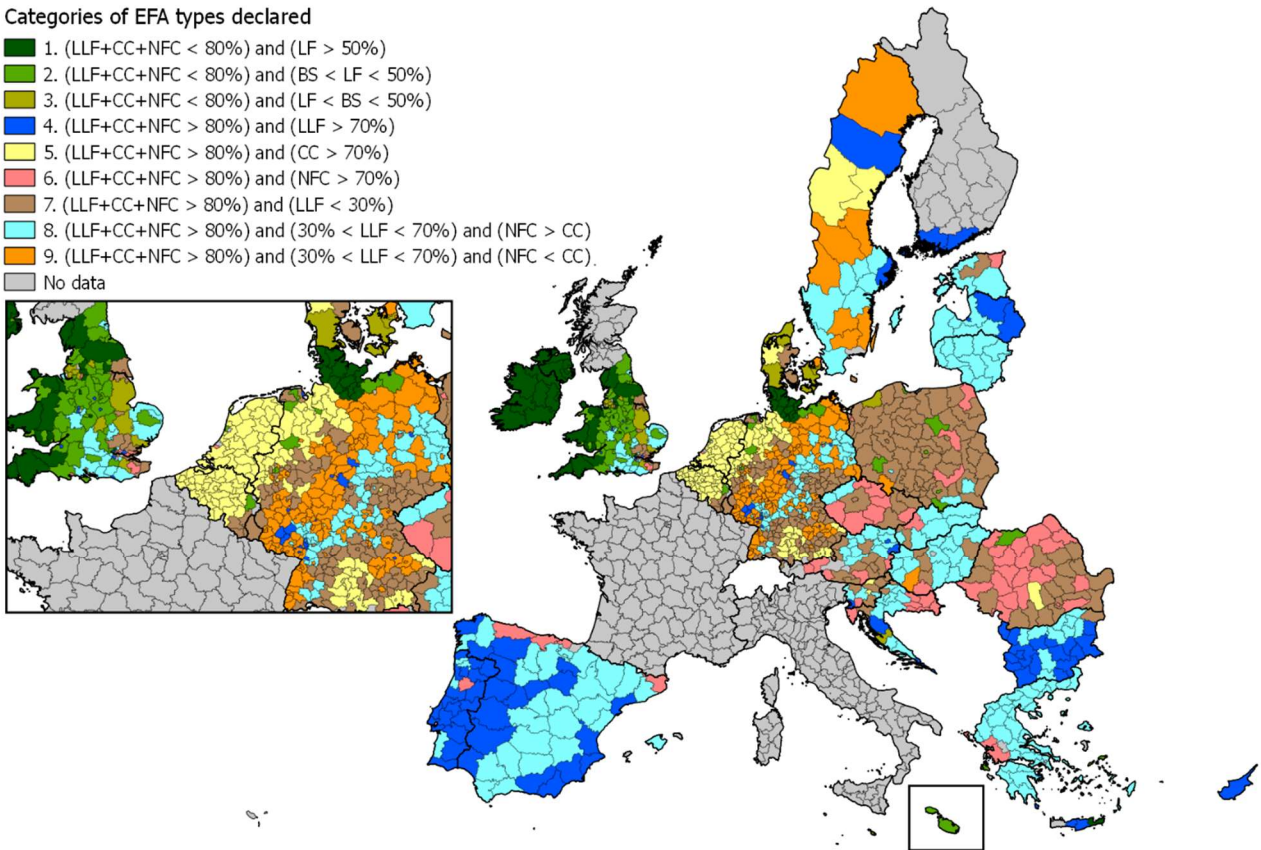 Categories of EFA types declared
1. (LLF+CC+NFC < 80%) and (LF > 50%)
2. (LLF+CC+NFC < 80%) and (BS < LF < 50%)
3. (LLF+CC+NFC < 80%) and (LF < BS < 50%)
4. (LLF+CC+NFC > 80%) and (LLF > 70%)
5. (LLF+CC+NFC > 80%) and (CC > 70%)
6. (LLF+CC+NFC > 80%) and (NFC > 70%)
7. (LLF+CC+NFC > 80%) and (LLF < 30%)
8. (LLF+CC+NFC > 80%) and (30% < LLF < 70%) and (NFC > CC)
9. (LLF+CC+NFC > 80%) and (30% < LLF < 70%) and (NFC < CC)
No data